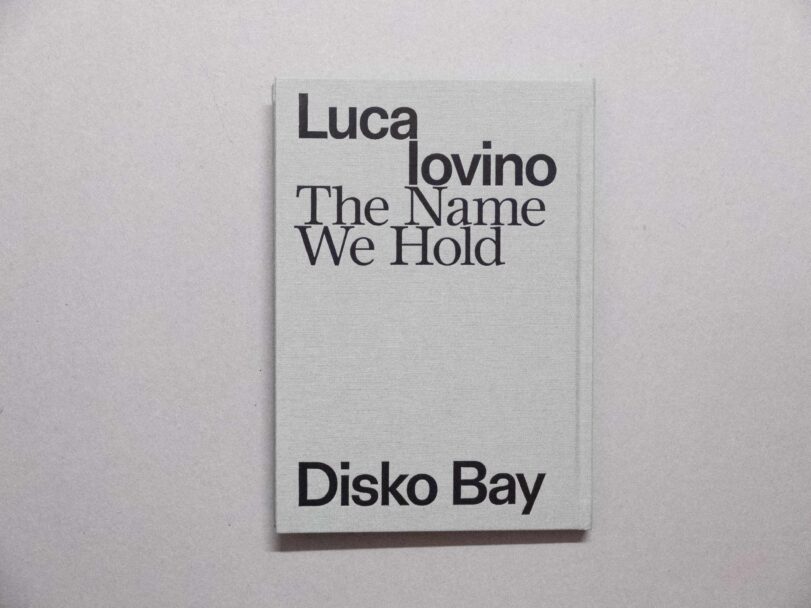 Luca
Iovino
The Name
We Hold
Disko Bay